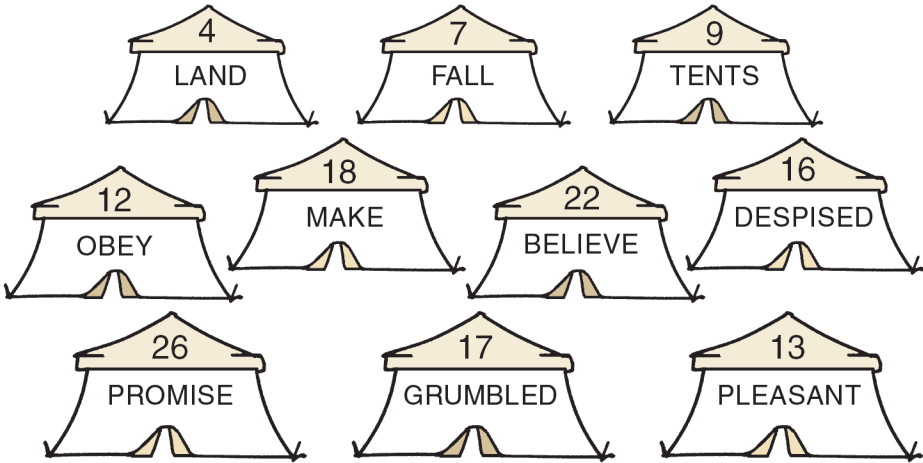 4
LAND
7
FALL
9
TENTS
12
OBEY
18
MAKE
22
BELIEVE
16
DESPISED
26
PROMISE
17
GRUMBLED
13
PLEASANT